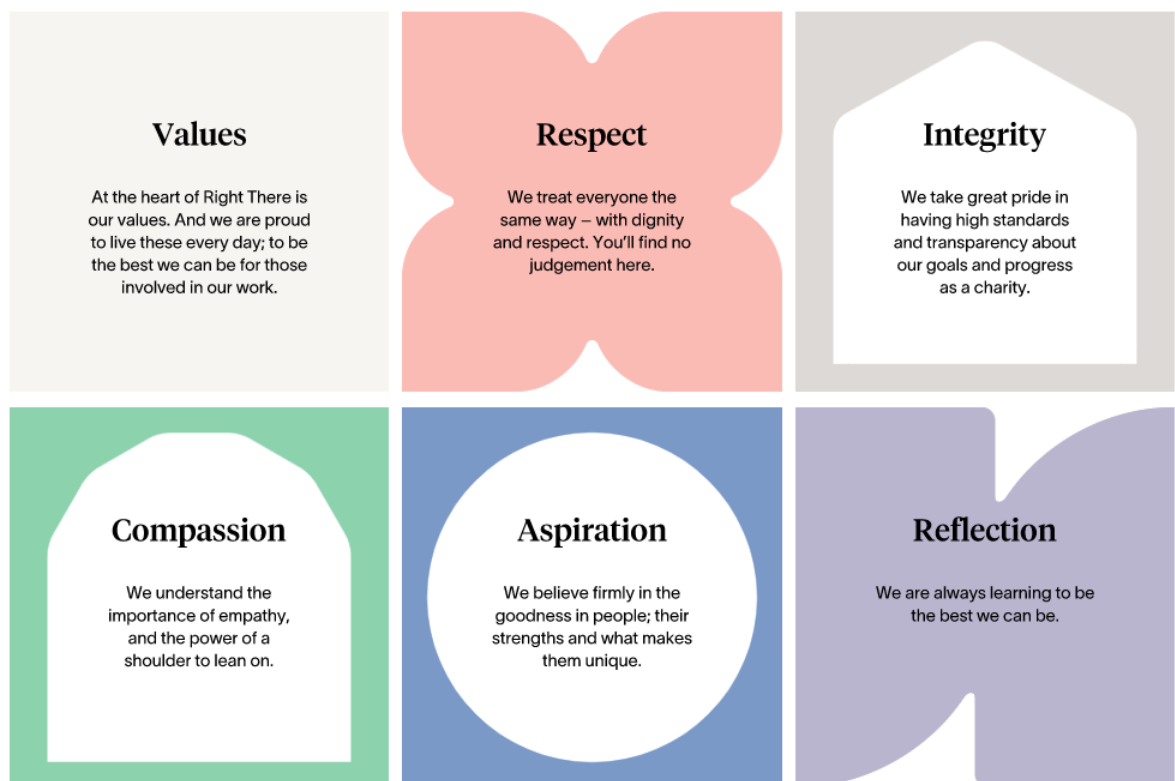 Values
At the heart of Right There is
our values. And we are proud
to live these every day; to be
the best we can be for those
involved in our work.
Respect
We treat everyone the
same way – with dignity
and respect. You’ll find no
judgement here.
Integrity
We take great pride in
having high standards
and transparency about
our goals and progress
as a charity.
Compassion
We understand the
importance of empathy,
and the power of a
shoulder to lean on.
Aspiration
We believe firmly in the
goodness in people; their
strengths and what makes
them unique.
Reflection
We are always learning to be
the best we can be.